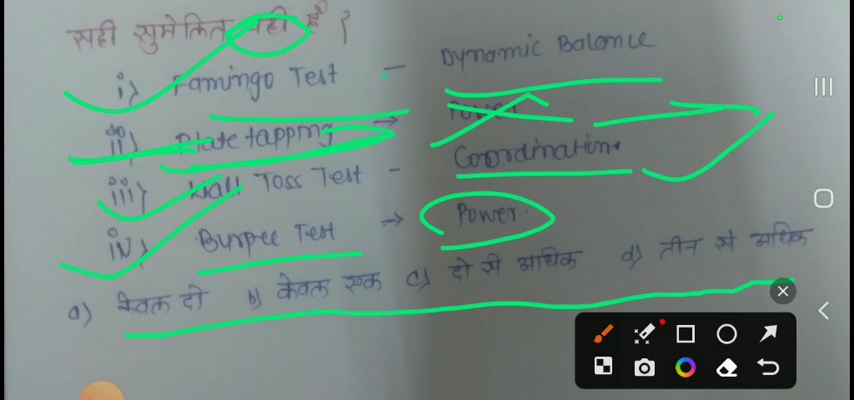 सही सुमेलित नही है ?
i) Famingo Test - Dynamic Balance
ii) Plate tapping → Power
iii) Wall Toss Test - Coordination
iv) Burpee Test → Power
a) केवल दो b) केवल एक c) दो से अधिक d) तीन से अधिक